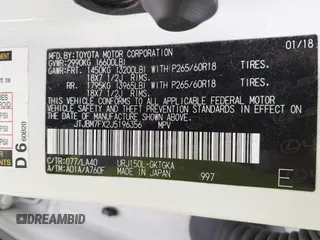 MFD. BY: TOYOTA MOTOR CORPORATION 01/18
GVWR: 2990KG (6600LB)
GAWR: FRT. 1450KG (3200LB) P265/60R18 TIRES.
18X7 1/2J RIMS.
RR. 1795KG (3965LB) P265/60R18 TIRES.
18X7 1/2J RIMS.
THIS VEHICLE CONFORMS TO ALL APPLICABLE
FEDERAL MOTOR VEHICLE SAFETY AND THEFT
PREVENTION STANDARDS IN EFFECT ON THE DATE
OF MANUFACTURE SHOWN ABOVE.
JTJBM7FX2J5196356 MPV
C/TR:077/LA40 URJ150L-GKTGKA
A/TM:A01A/A760F MADE IN JAPAN 997 E
D 6 60B20
DREAMBID